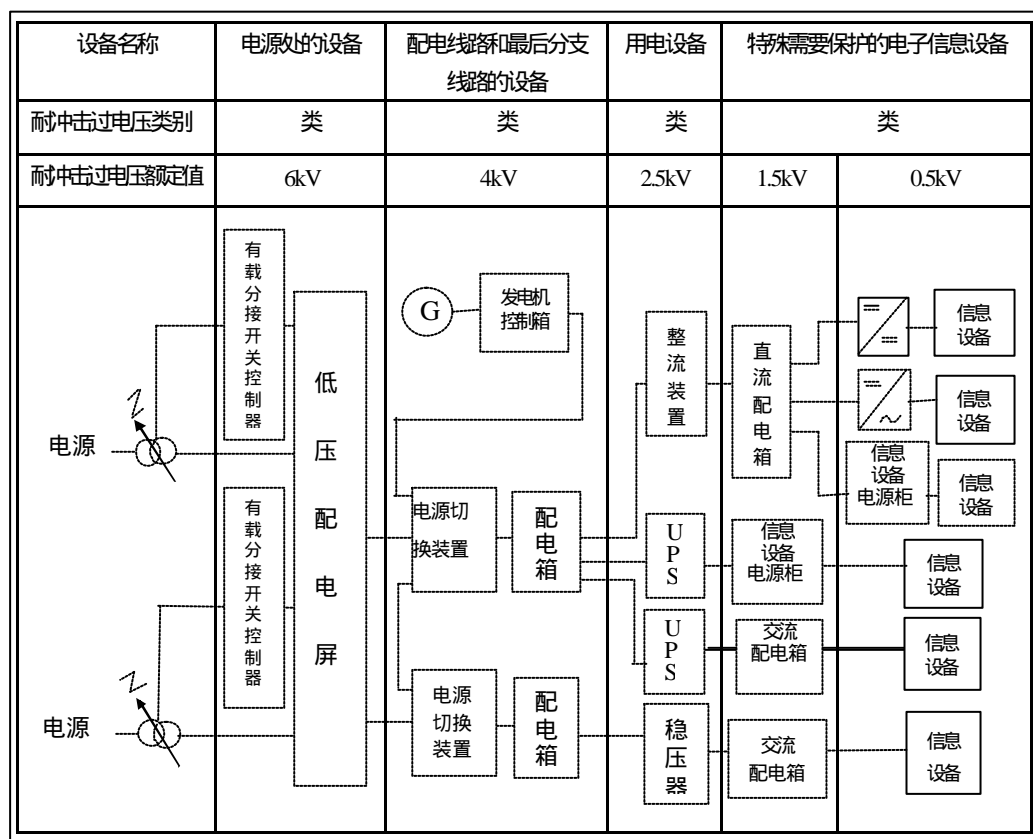 设备名称
电源处的设备
配电线路和最后分支
线路的设备
用电设备
特殊需要保护的电子信息设备
耐冲击过电压类别
类
类
类
类
耐冲击过电压额定值
6kV
4kV
2.5kV
1.5kV
0.5kV
电源
电源
有载分接开关控制器
有载分接开关控制器
低压配电屏
G
发电机
控制箱
电源切
换装置
配电箱
电源
切换
装置
配电箱
整流装置
UPS
UPS
稳压器
直流配电箱
信息
设备
电源柜
交流
配电箱
交流
配电箱
信息
设备
信息
设备
信息
设备
电源柜
信息
设备
信息
设备
信息
设备
信息
设备